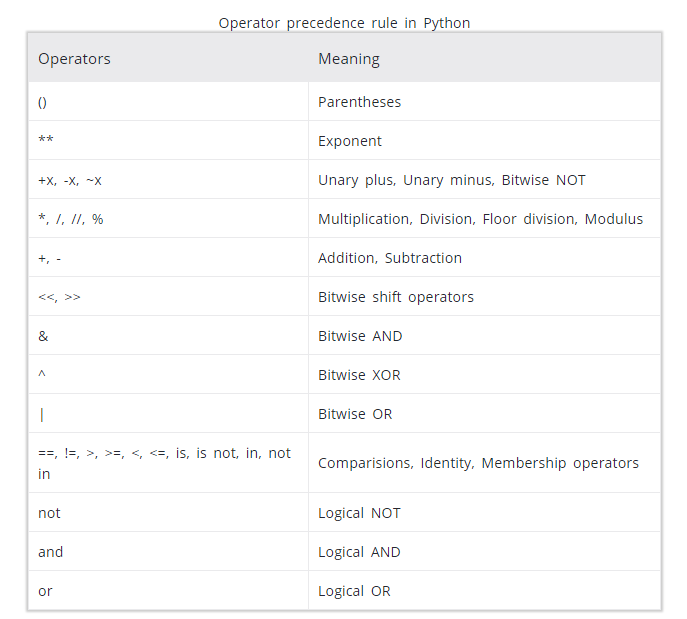 Operator precedence rule in Python
Operators Meaning
() Parentheses
** Exponent
+x, -x, ~x Unary plus, Unary minus, Bitwise NOT
*, /, //, % Multiplication, Division, Floor division, Modulus
+, - Addition, Subtraction
<<, >> Bitwise shift operators
& Bitwise AND
^ Bitwise XOR
| Bitwise OR
==, !=, >, >=, <, <=, is, is not, in, not
in
Comparisions, Identity, Membership operators
not Logical NOT
and Logical AND
or Logical OR